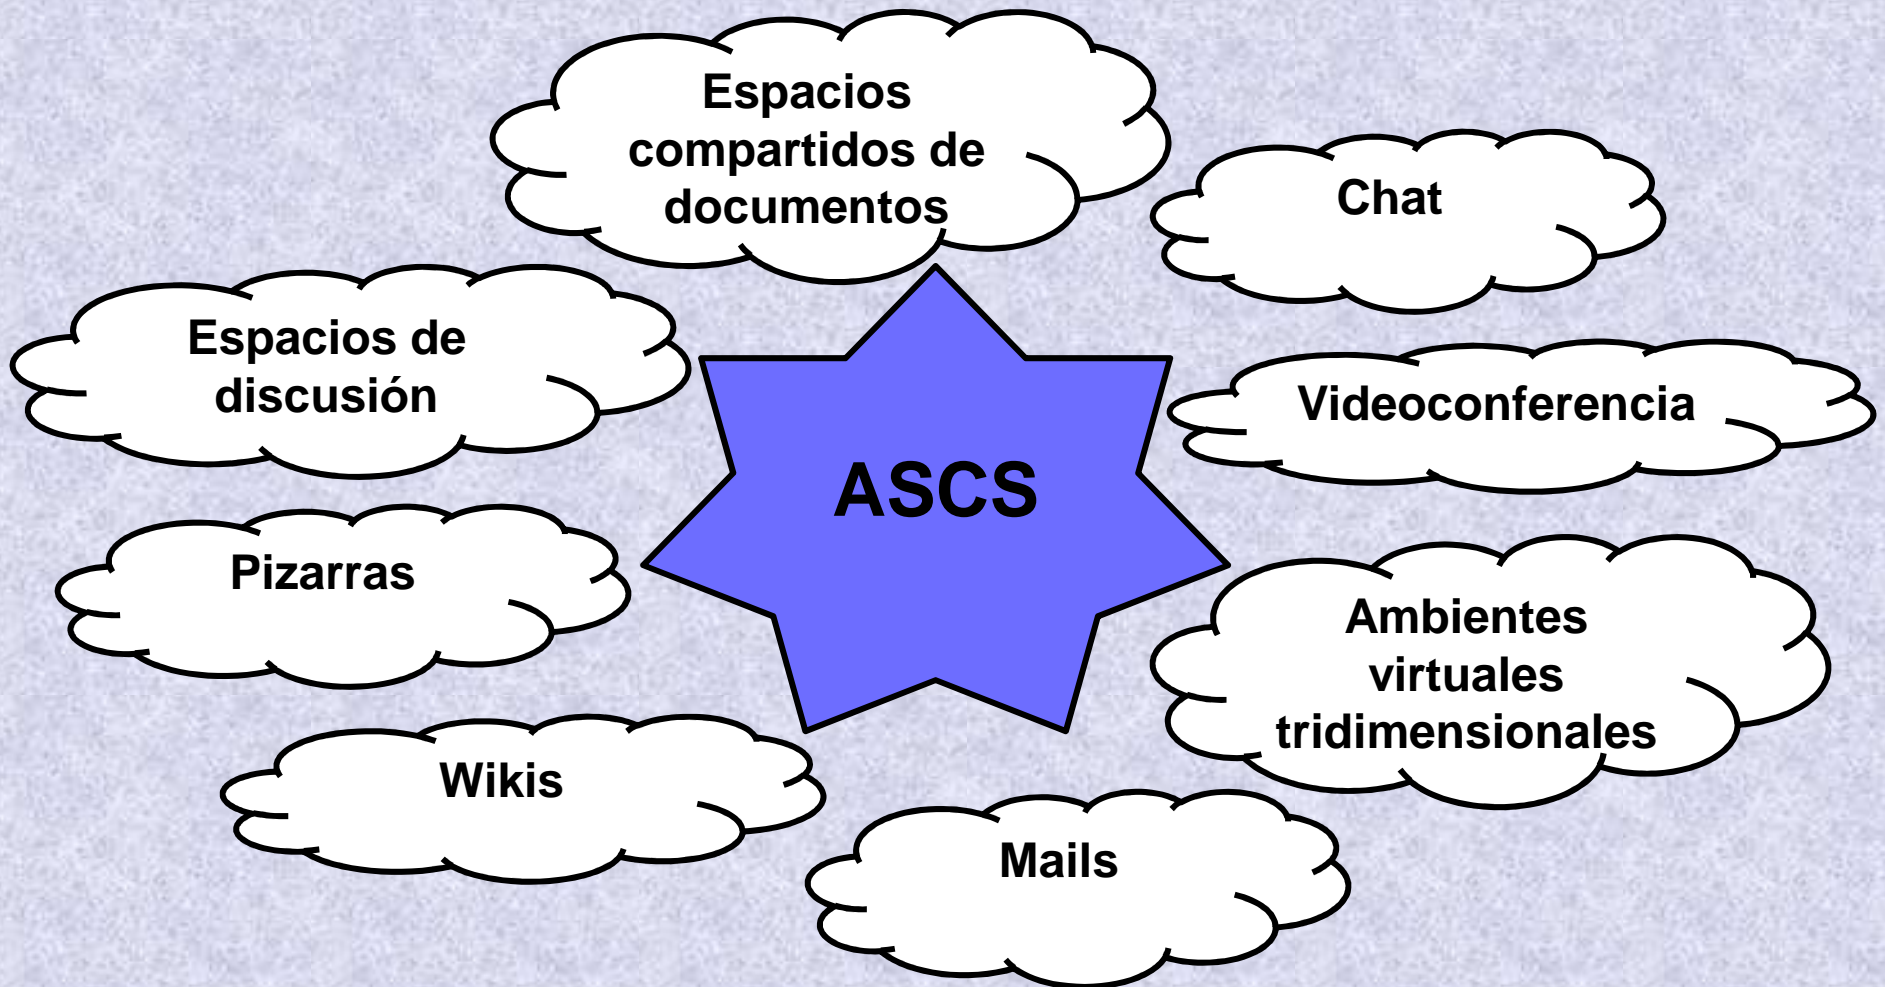 Espacios
compartidos de
documentos
Chat
Espacios de
discusión
Videoconferencia
ASCS
Pizarras
Ambientes
virtuales
tridimensionales
Wikis
Mails